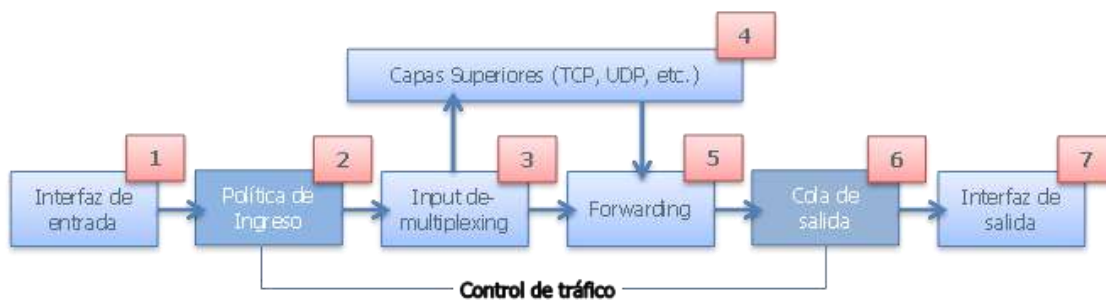 4
Capas Superiores (TCP, UDP, etc.)
1
Interfaz de
entrada
2
Política de
Ingreso
3
Input de-
multiplexing
5
Forwarding
6
Cola de
salida
7
Interfaz de
salida
Control de tráfico